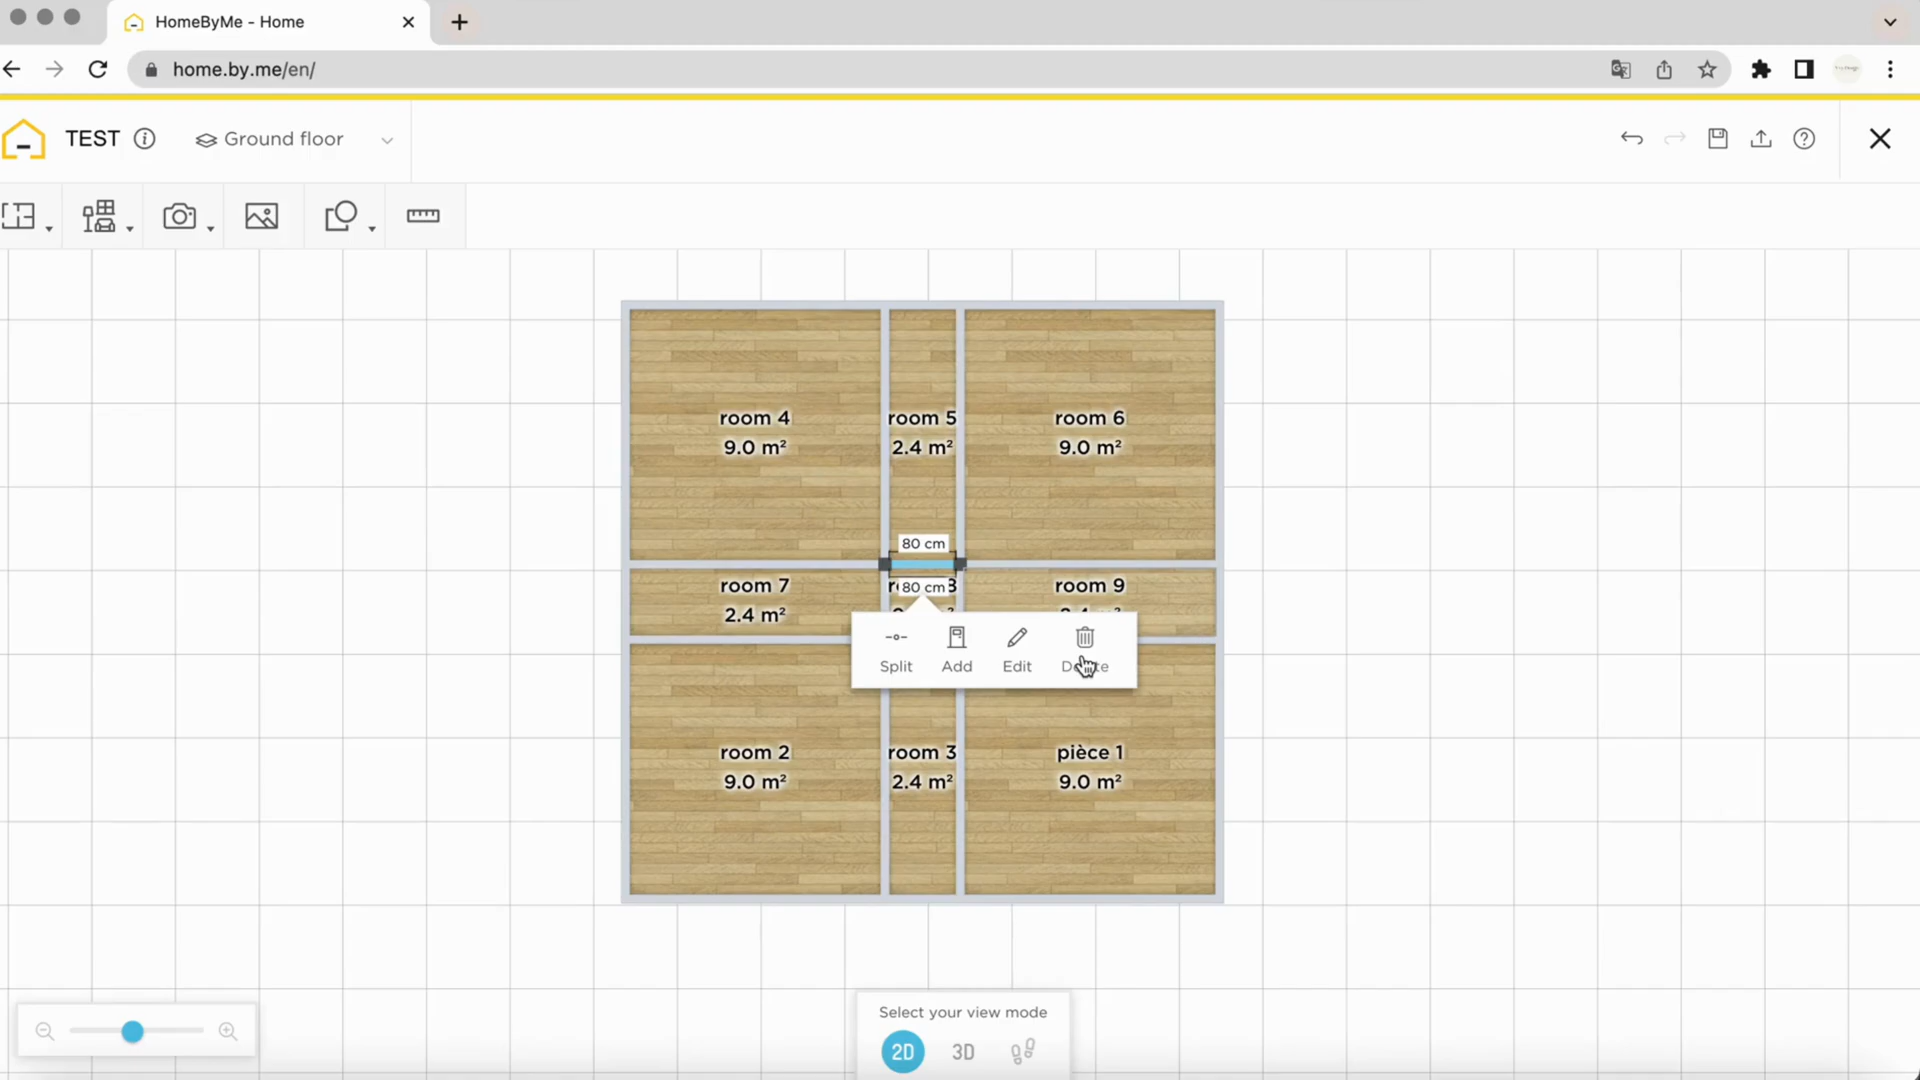 HomeByMe - Home
home.by.me/en/
TEST
Ground floor
room 4
9.0 m²
room 5
2.4 m²
room 6
9.0 m²
80 cm
room 7
2.4 m²
80 cm
room 9
Split
Add
Edit
Delete
room 2
9.0 m²
room 3
2.4 m²
pièce 1
9.0 m²
Select your view mode
2D
3D